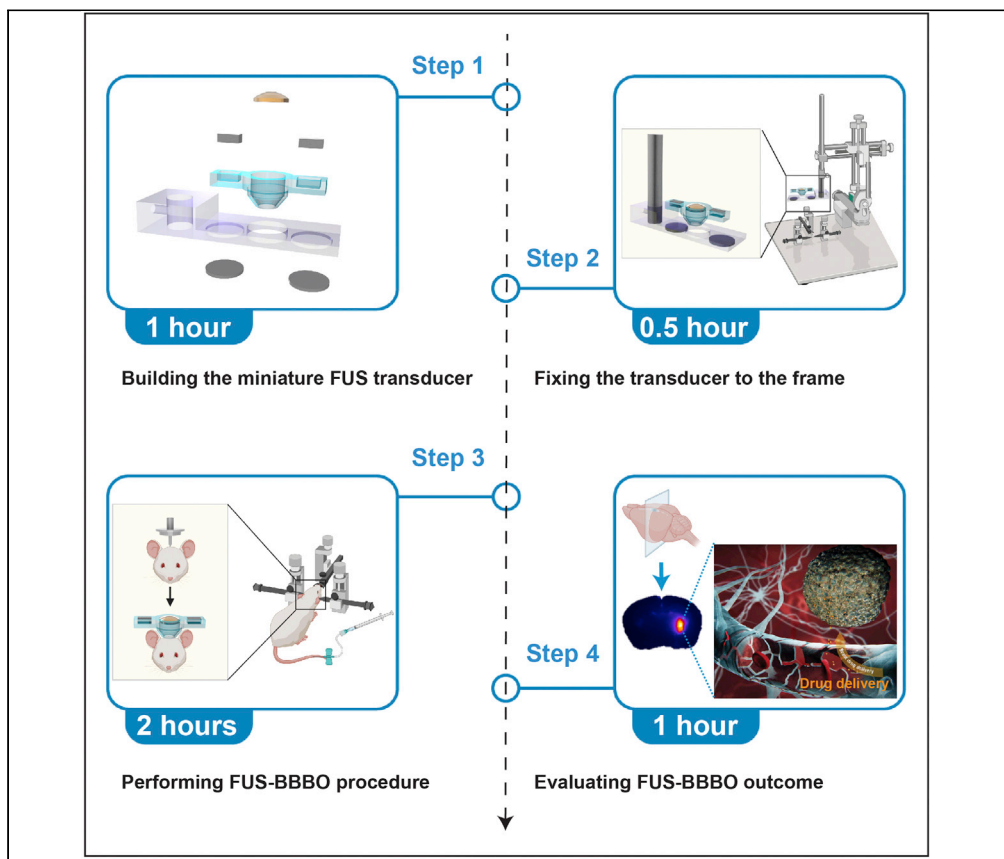 Step 1
1 hour
Building the miniature FUS transducer
Step 2
0.5 hour
Fixing the transducer to the frame
Step 3
2 hours
Performing FUS-BBBO procedure
Step 4
Drug delivery
1 hour
Evaluating FUS-BBBO outcome